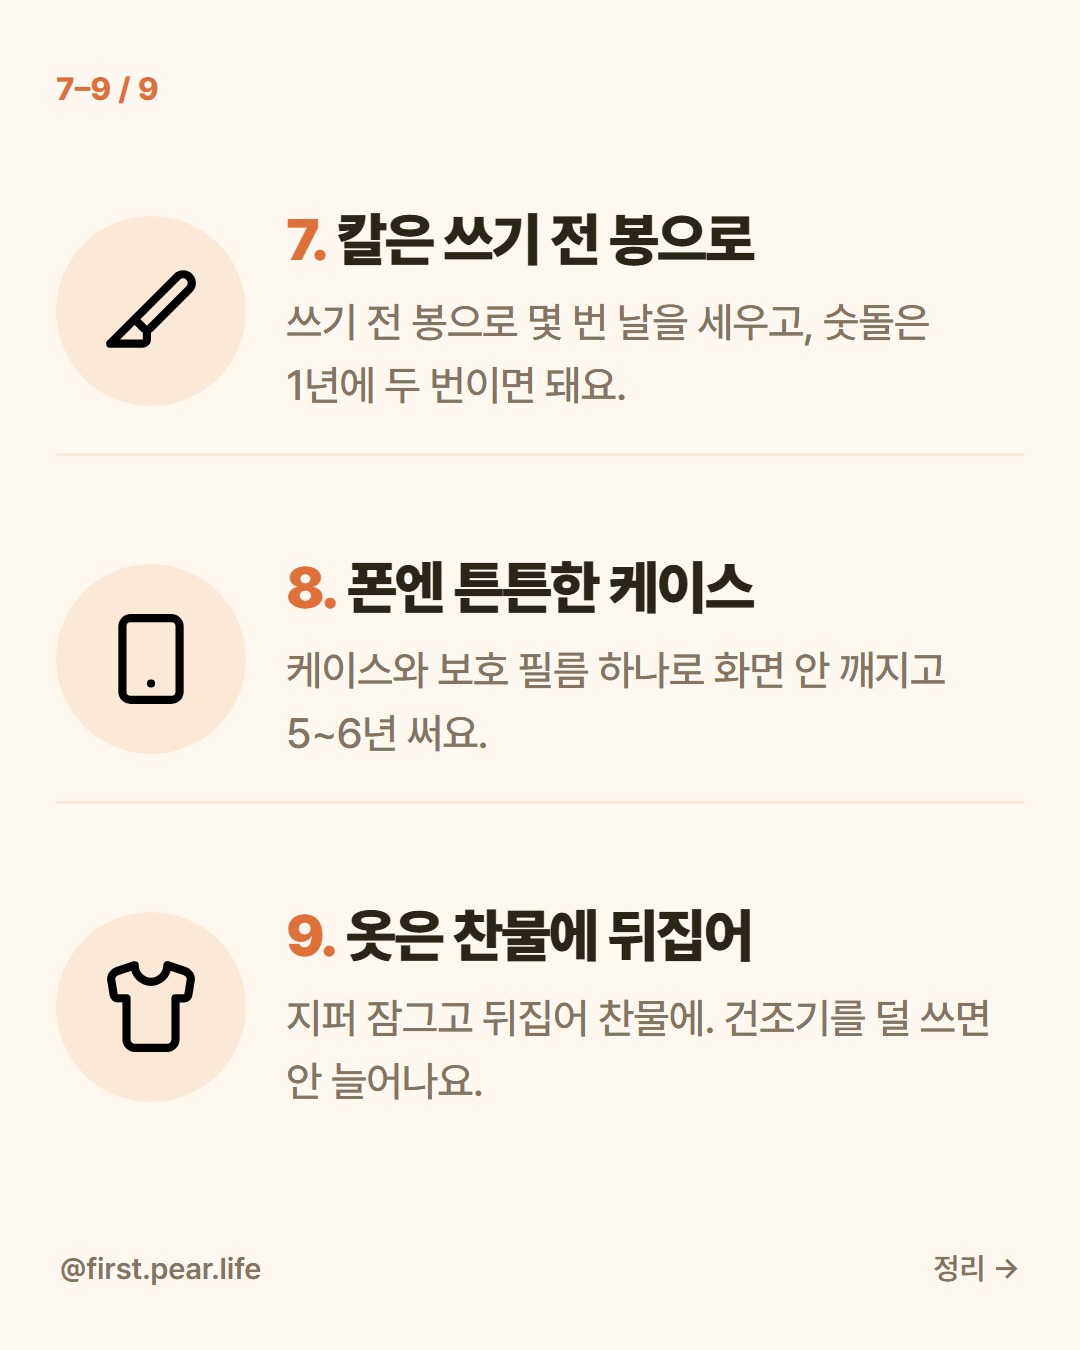 7–9 / 9
7. 칼은 쓰기 전 봉으로
쓰기 전 봉으로 몇 번 날을 세우고, 숫돌은
1년에 두 번이면 돼요.
8. 폰엔 튼튼한 케이스
케이스와 보호 필름 하나로 화면 안 깨지고
5~6년 써요.
9. 옷은 찬물에 뒤집어
지퍼 잠그고 뒤집어 찬물에. 건조기를 덜 쓰면
안 늘어나요.
@first.pear.life
정리 →